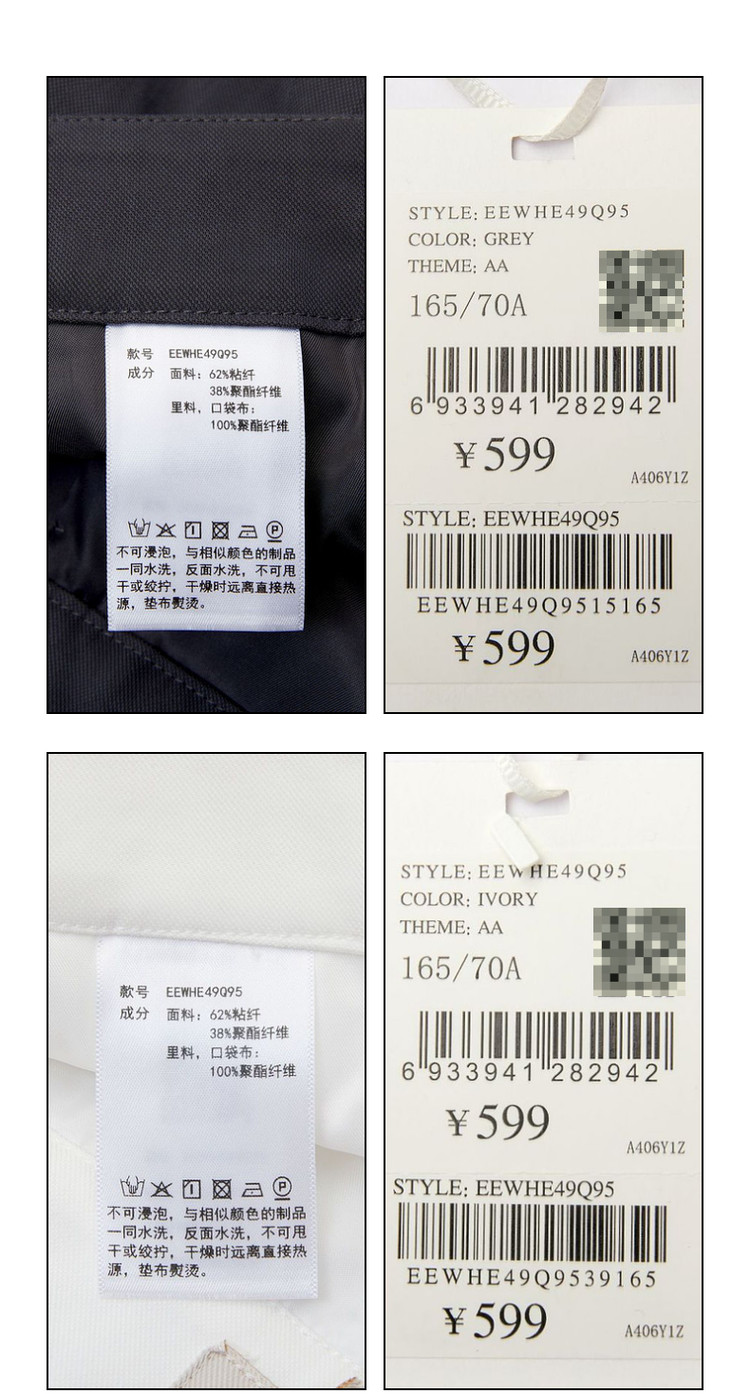 款号 EEWHE49Q95
成分 面料：62%粘纤
38%聚酯纤维
里料，口袋布：
100%聚酯纤维
不可浸泡，与相似颜色的制品
一同水洗，反面水洗，不可甩
干或绞拧，干燥时远离直接热
源，垫布熨烫。
STYLE: EEWHE49Q95
COLOR: GREY
THEME: AA
165/70A
6 933941 282942
¥599
A406Y1Z
STYLE: EEWHE49Q95
EEWHE49Q9515165
¥599
A406Y1Z
款号 EEWHE49Q95
成分 面料：62%粘纤
38%聚酯纤维
里料，口袋布：
100%聚酯纤维
不可浸泡，与相似颜色的制品
一同水洗，反面水洗，不可甩
干或绞拧，干燥时远离直接热
源，垫布熨烫。
STYLE: EEWHE49Q95
COLOR: IVORY
THEME: AA
165/70A
6 933941 282942
¥599
A406Y1Z
STYLE: EEWHE49Q95
EEWHE49Q9539165
¥599
A406Y1Z